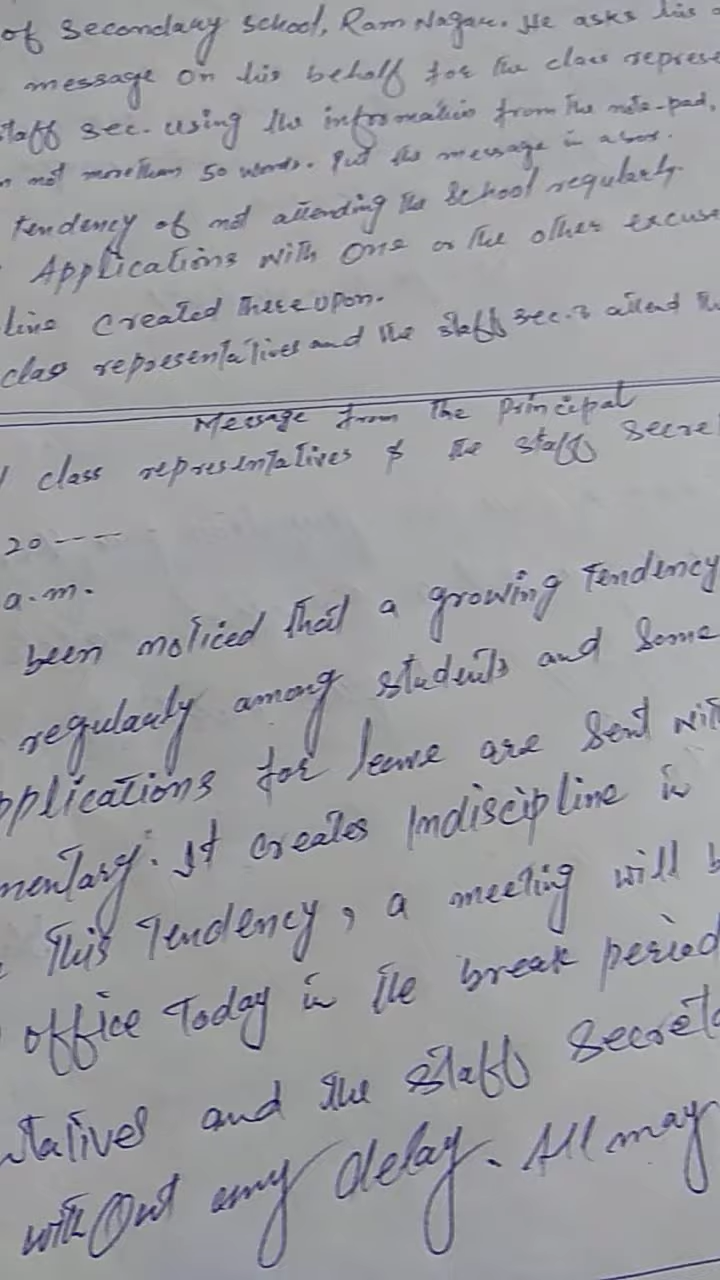 of Secondary School, Ram Nagar. He asks his
message on his behalf for the class represe
staff sec. using the information from the note-pad,
n not more than 50 words. Put the message in a box.
tendency of not attending the School regularly.
Applications with one or the other excuse
line created thereupon.
class representatives and the staff sec. to attend the
Message from the Principal
class representatives & the staff secre
20----
a.m.
been noticed that a growing tendency
regularly among students and some
pplications for leave are sent wit
mentary. It creates indiscipline in
This tendency, a meeting will b
office today in the break period
ntatives and the staff secreta
without any delay. All may